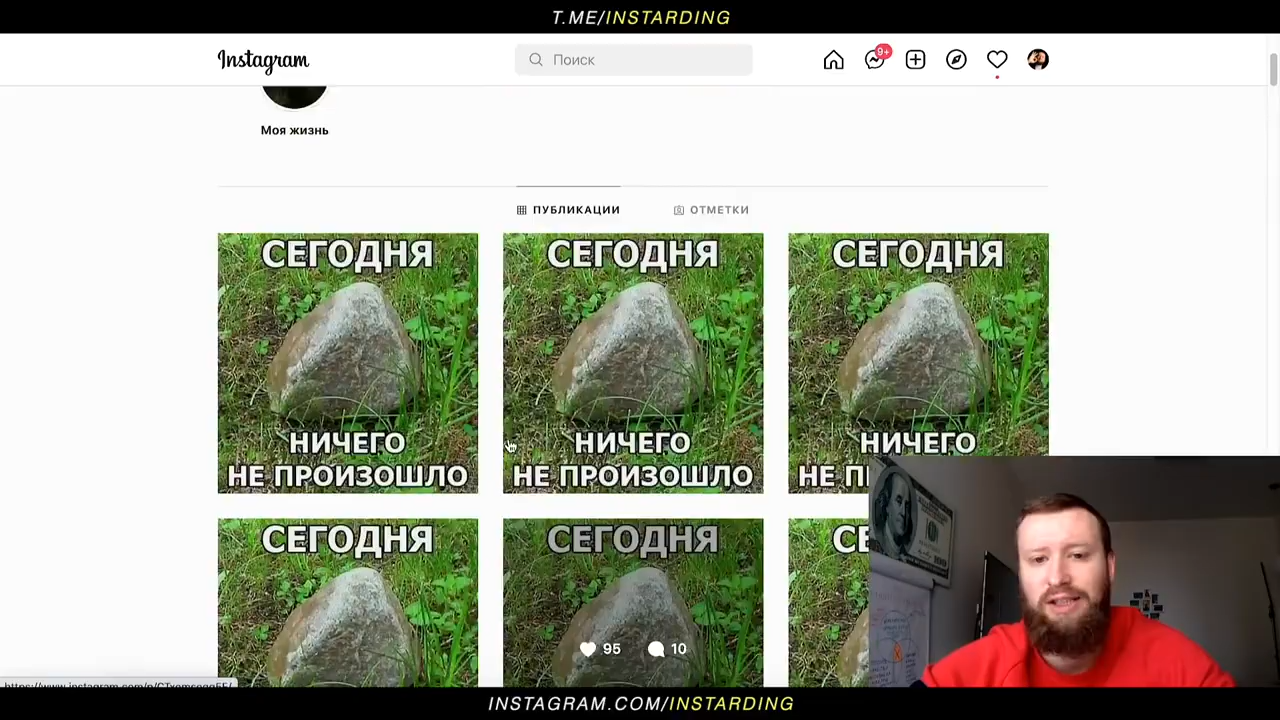 T.ME/INSTARDING
Instagram
Поиск
9+
Моя жизнь
ПУБЛИКАЦИИ
ОТМЕТКИ
СЕГОДНЯ
НИЧЕГО
НЕ ПРОИЗОШЛО
СЕГОДНЯ
НИЧЕГО
НЕ ПРОИЗОШЛО
СЕГОДНЯ
НИЧЕГО
НЕ
СЕГОДНЯ
СЕГОДНЯ
95
10
INSTAGRAM.COM/INSTARDING